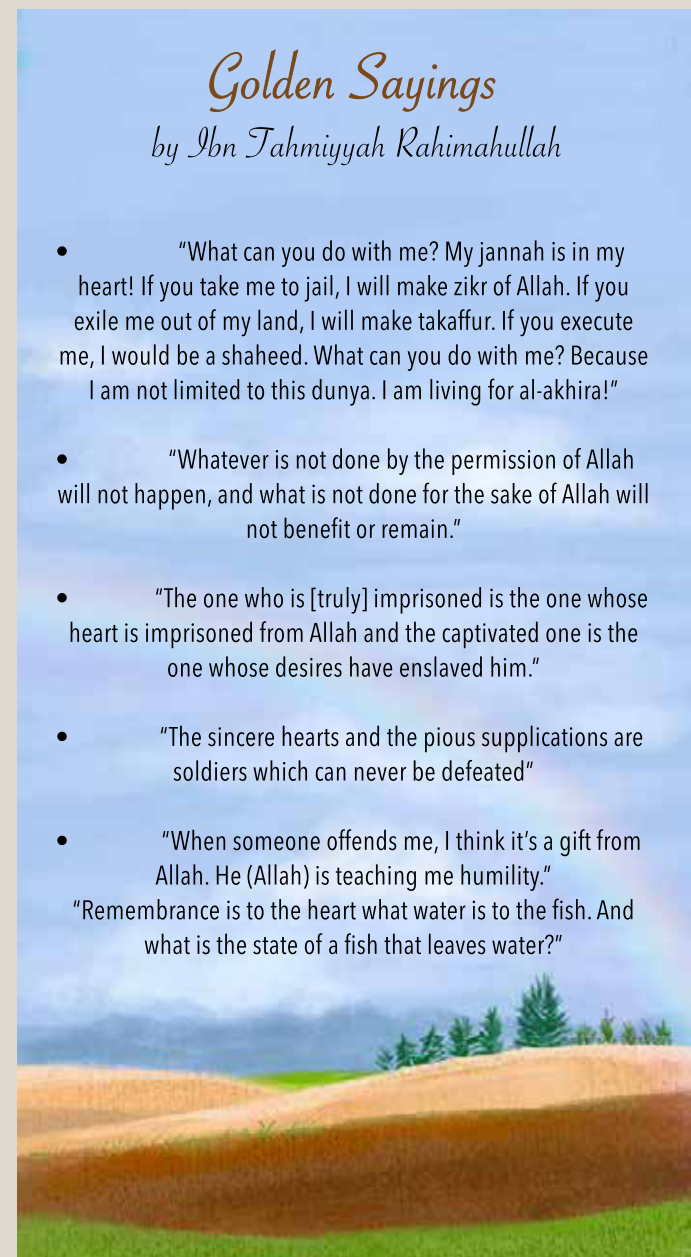 Golden Sayings
by Ibn Tahmiyyah Rahimahullah
• “What can you do with me? My jannah is in my
heart! If you take me to jail, I will make zikr of Allah. If you
exile me out of my land, I will make takaffur. If you execute
me, I would be a shaheed. What can you do with me? Because
I am not limited to this dunya. I am living for al-akhira!”
• “Whatever is not done by the permission of Allah
will not happen, and what is not done for the sake of Allah will
not benefit or remain.”
• “The one who is [truly] imprisoned is the one whose
heart is imprisoned from Allah and the captivated one is the
one whose desires have enslaved him.”
• “The sincere hearts and the pious supplications are
soldiers which can never be defeated”
• “When someone offends me, I think it’s a gift from
Allah. He (Allah) is teaching me humility.”
“Remembrance is to the heart what water is to the fish. And
what is the state of a fish that leaves water?”